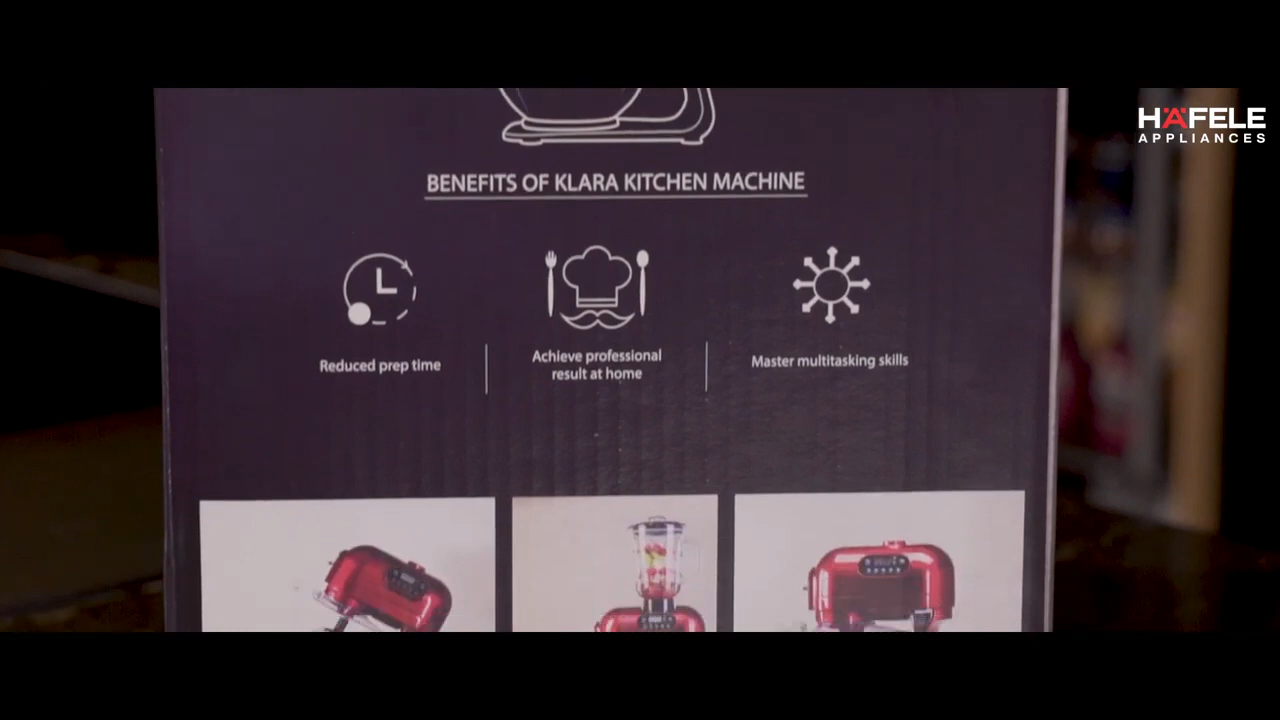 HÄFELE
APPLIANCES
BENEFITS OF KLARA KITCHEN MACHINE
Reduced prep time
Achieve professional
result at home
Master multitasking skills